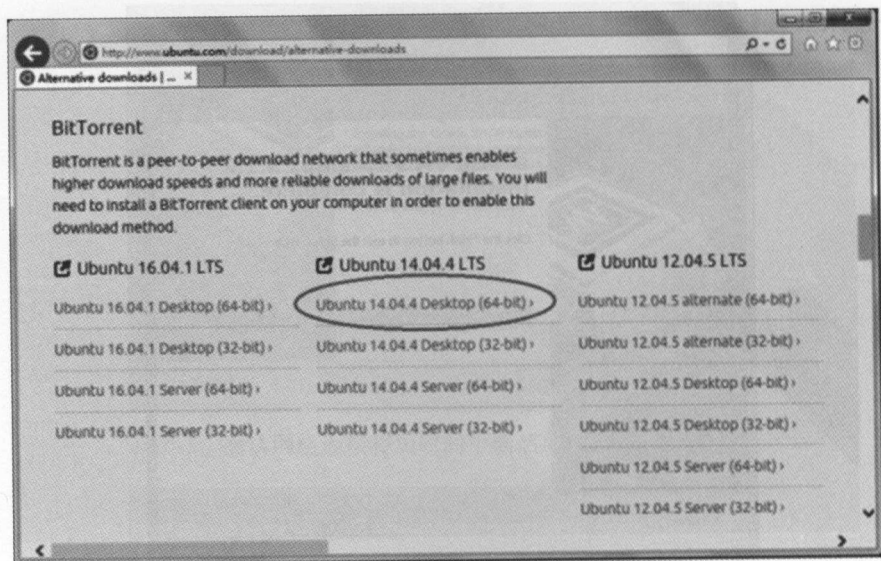 http://www.ubuntu.com/download/alternative-downloads
Alternative downloads | ...
BitTorrent
BitTorrent is a peer-to-peer download network that sometimes enables
higher download speeds and more reliable downloads of large files. You will
need to install a BitTorrent client on your computer in order to enable this
download method.
Ubuntu 16.04.1 LTS
Ubuntu 16.04.1 Desktop (64-bit) ›
Ubuntu 16.04.1 Desktop (32-bit) ›
Ubuntu 16.04.1 Server (64-bit) ›
Ubuntu 16.04.1 Server (32-bit) ›
Ubuntu 14.04.4 LTS
Ubuntu 14.04.4 Desktop (64-bit) ›
Ubuntu 14.04.4 Desktop (32-bit) ›
Ubuntu 14.04.4 Server (64-bit) ›
Ubuntu 14.04.4 Server (32-bit) ›
Ubuntu 12.04.5 LTS
Ubuntu 12.04.5 alternate (64-bit) ›
Ubuntu 12.04.5 alternate (32-bit) ›
Ubuntu 12.04.5 Desktop (64-bit) ›
Ubuntu 12.04.5 Desktop (32-bit) ›
Ubuntu 12.04.5 Server (64-bit) ›
Ubuntu 12.04.5 Server (32-bit) ›